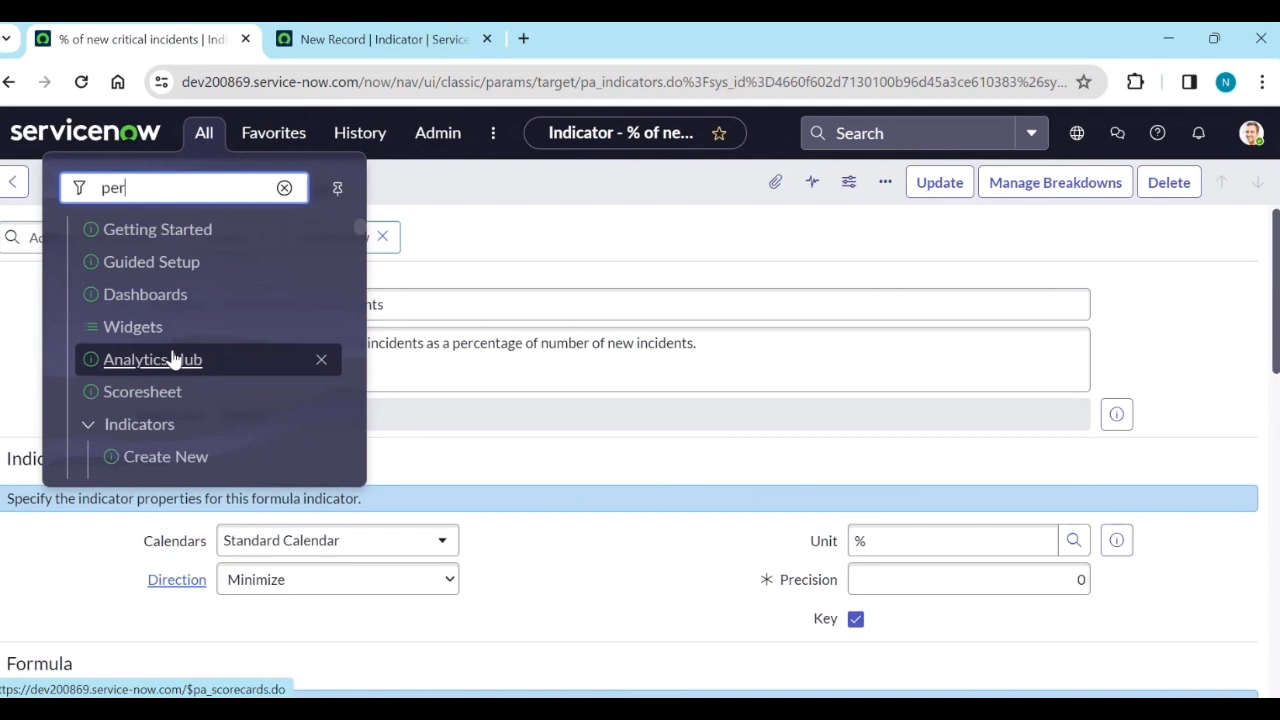 % of new critical incidents | Indi
New Record | Indicator | Service
dev200869.service-now.com/now/nav/ui/classic/params/target/pa_indicators.do%3Fsys_id%3D4660f602d7130100b96d45a3ce610383%26sy...
N
servicenow
All
Favorites
History
Admin
Indicator - % of ne...
Search
per
Update
Manage Breakdowns
Delete
Getting Started
Guided Setup
Dashboards
Widgets
Analytics Hub
Scoresheet
Indicators
Create New
nts
incidents as a percentage of number of new incidents.
Indic
Specify the indicator properties for this formula indicator.
Calendars
Standard Calendar
Unit
%
Direction
Minimize
Precision
0
Key
Formula
ttps://dev200869.service-now.com/$pa_scorecards.do